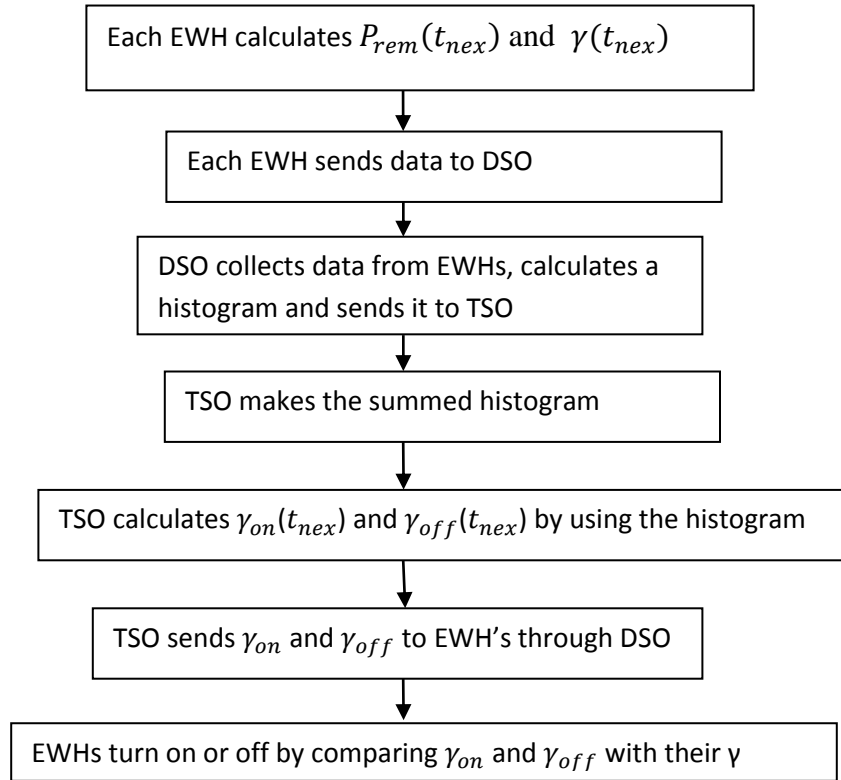 Each EWH calculates P_rem(t_nex) and γ(t_nex)
Each EWH sends data to DSO
DSO collects data from EWHs, calculates a
histogram and sends it to TSO
TSO makes the summed histogram
TSO calculates γ_on(t_nex) and γ_off(t_nex) by using the histogram
TSO sends γ_on and γ_off to EWH’s through DSO
EWHs turn on or off by comparing γ_on and γ_off with their γ